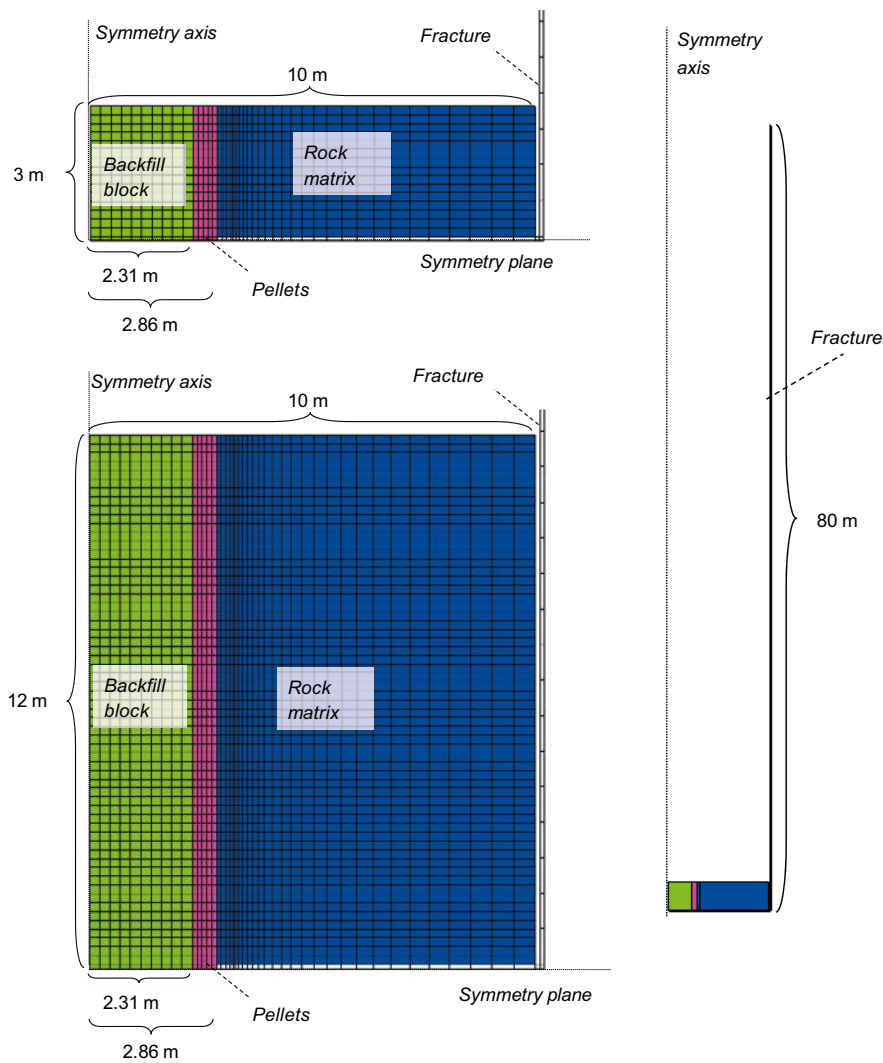 Symmetry axis
Fracture
10 m
3 m
Backfill
block
Rock
matrix
2.31 m
Symmetry plane
Pellets
2.86 m
Symmetry axis
Fracture
10 m
12 m
Backfill
block
Rock
matrix
2.31 m
Symmetry plane
Pellets
2.86 m
Symmetry
axis
Fracture
80 m